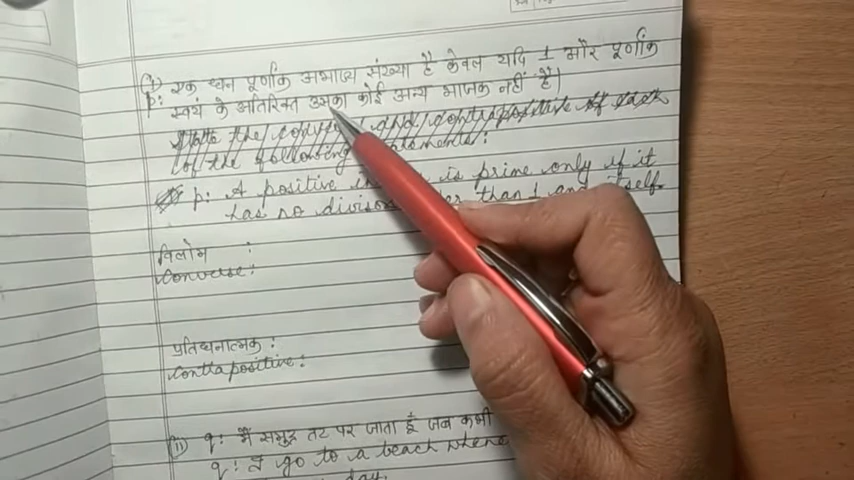 (i) एक धन पूर्णांक अभाज्य संख्या है केवल यदि 1 और पूर्णांक
p: स्वयं के अतिरिक्त उसका कोई अन्य भाजक नहीं है।
State the converse and contrapositive of each
of the following statements:
p: A positive is prime only if it
has no divisor than 1 and itself.
विलोम :
Converse:
प्रतिधनात्मक :
Contrapositive:
(ii) q: मैं समुद्र तट पर जाता हूँ जब कभी
q: I go to a beach
day.